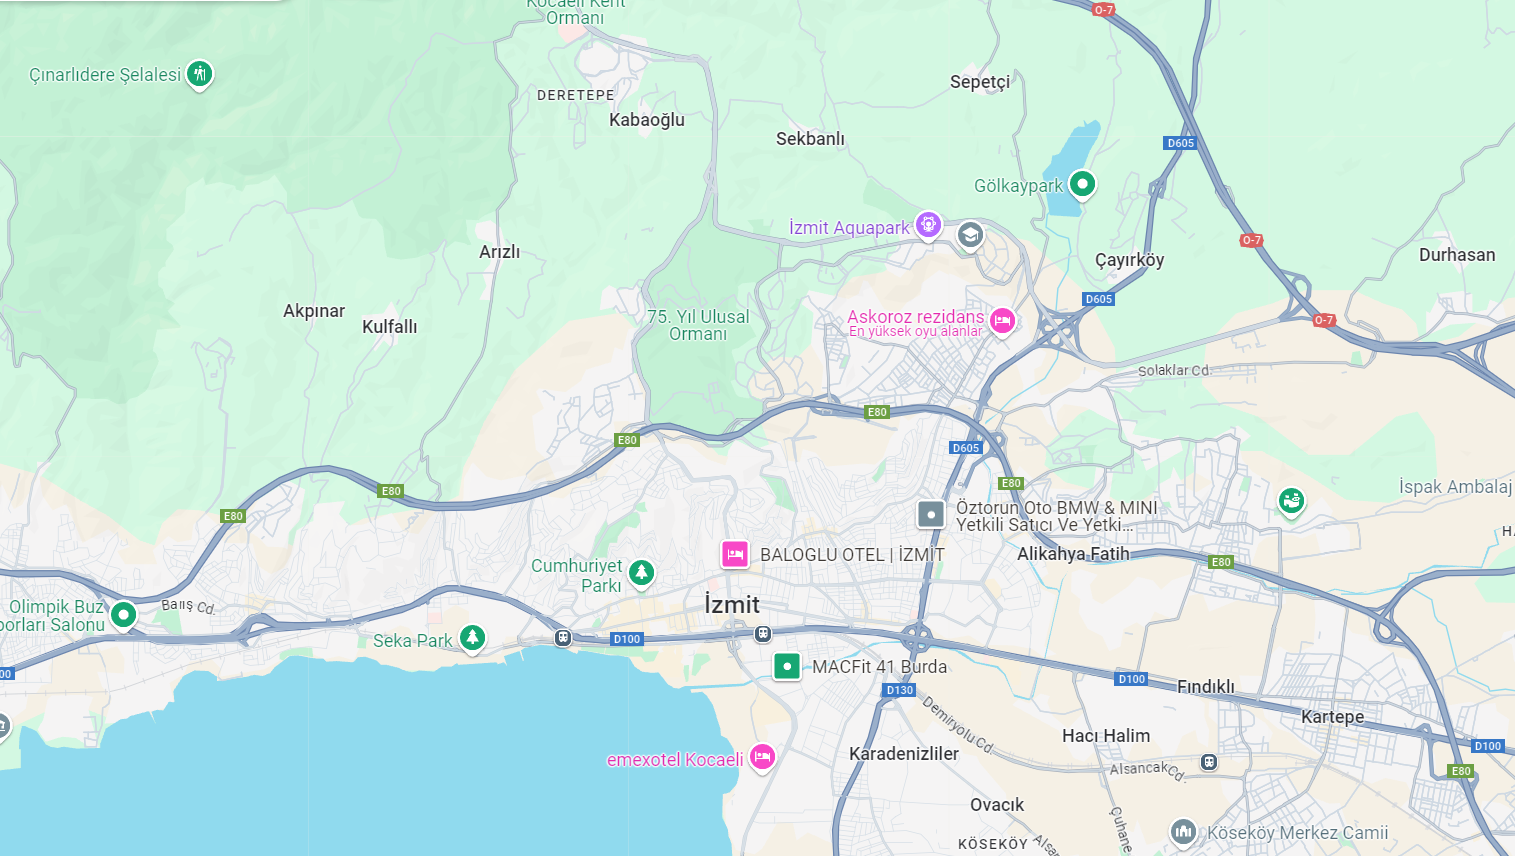 Kocaeli Kent
Ormanı
O-7
Çınarlıdere Şelalesi
Sepetçi
DERETEPE
Kabaoğlu
Sekbanlı
D605
Gölkaypark
İzmit Aquapark
O-7
Arızlı
Çayırköy
Durhasan
D605
Akpınar
Kulfallı
75. Yıl Ulusal
Ormanı
Askoroz rezidans
En yüksek oyu alanlar
O-7
Solaklar Cd.
E80
E80
D605
E80
E80
E80
İspak Ambalaj
Öztorun Oto BMW & MINI
Yetkili Satıcı Ve Yetki...
Alikahya Fatih
BALOGLU OTEL | İZMİT
E80
Cumhuriyet
Parkı
İzmit
Olimpik Buz
porları Salonu
Barış Cd.
Seka Park
D100
MACFit 41 Burda
00
D100
Fındıklı
D130
Demiryolu Cd.
Kartepe
Hacı Halim
D100
Karadenizliler
emexotel Kocaeli
Alsancak Cd.
E80
Ovacık
Çuhane
Köseköy Merkez Camii
KÖSEKÖY
Alsan